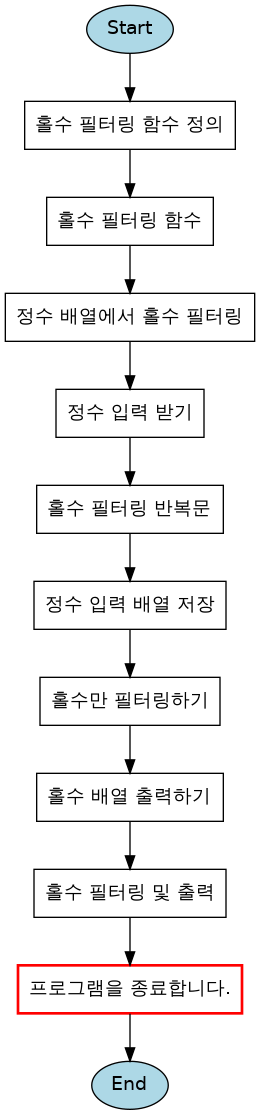 Start
홀수 필터링 함수 정의
홀수 필터링 함수
정수 배열에서 홀수 필터링
정수 입력 받기
홀수 필터링 반복문
정수 입력 배열 저장
홀수만 필터링하기
홀수 배열 출력하기
홀수 필터링 및 출력
프로그램을 종료합니다.
End